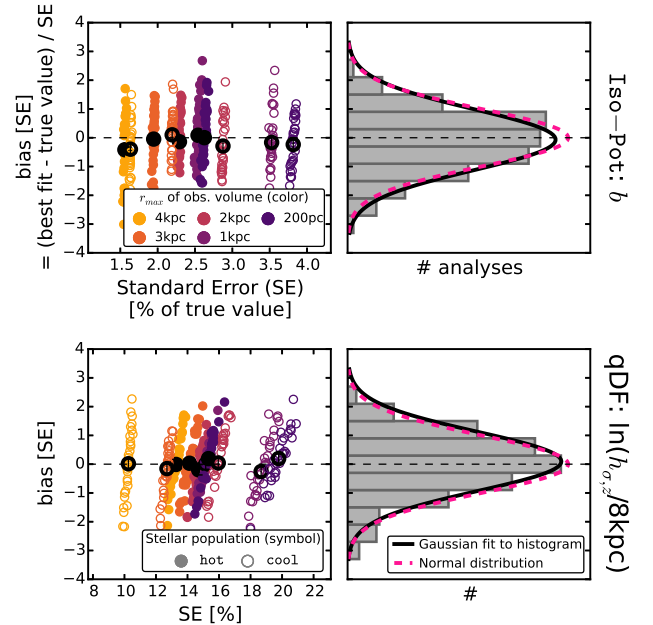 bias [SE]
= (best fit - true value) / SE
4
3
2
1
0
−1
−2
−3
−4
r_max of obs. volume (color)
4kpc 2kpc 200pc
3kpc 1kpc
1.5 2.0 2.5 3.0 3.5 4.0
Standard Error (SE)
[% of true value]
# analyses
Iso−Pot: b
bias [SE]
4
3
2
1
0
−1
−2
−3
−4
Stellar population (symbol)
hot cool
8 10 12 14 16 18 20 22
SE [%]
Gaussian fit to histogram
Normal distribution
#
qDF: ln(h_σ,z/8kpc)